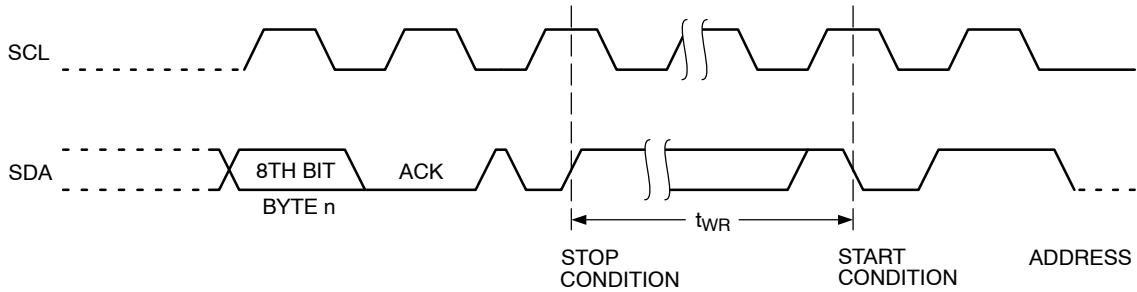 SCL
SDA
8TH BIT
ACK
BYTE n
tWR
STOP
CONDITION
START
CONDITION
ADDRESS